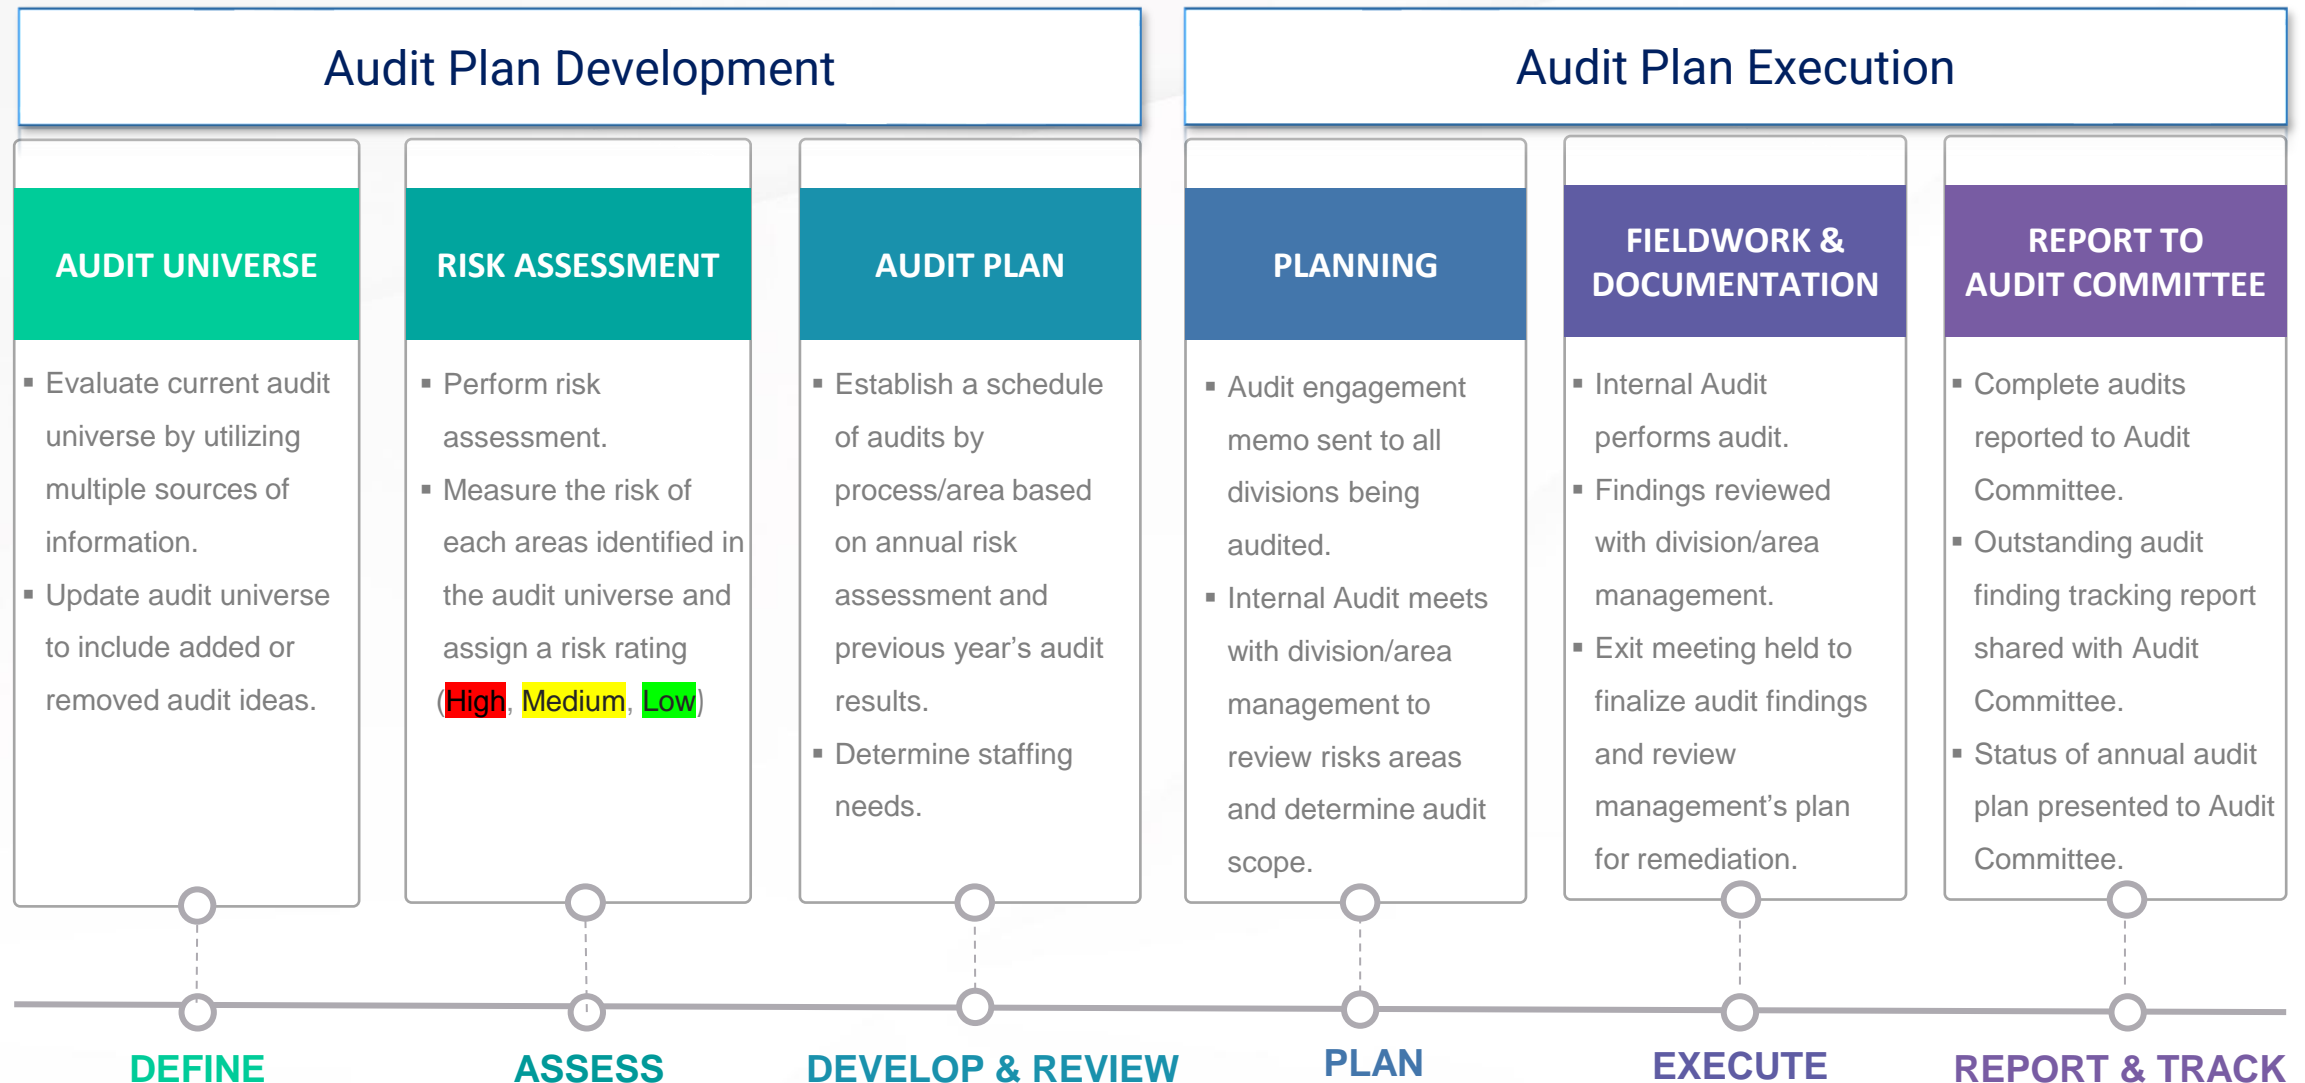 Audit Plan Development
Audit Plan Execution
AUDIT UNIVERSE
▪ Evaluate current audit
universe by utilizing
multiple sources of
information.
▪ Update audit universe
to include added or
removed audit ideas.
RISK ASSESSMENT
▪ Perform risk
assessment.
▪ Measure the risk of
each areas identified in
the audit universe and
assign a risk rating
(High, Medium, Low)
AUDIT PLAN
▪ Establish a schedule
of audits by
process/area based
on annual risk
assessment and
previous year’s audit
results.
▪ Determine staffing
needs.
PLANNING
▪ Audit engagement
memo sent to all
divisions being
audited.
▪ Internal Audit meets
with division/area
management to
review risks areas
and determine audit
scope.
FIELDWORK &
DOCUMENTATION
▪ Internal Audit
performs audit.
▪ Findings reviewed
with division/area
management.
▪ Exit meeting held to
finalize audit findings
and review
management’s plan
for remediation.
REPORT TO
AUDIT COMMITTEE
▪ Complete audits
reported to Audit
Committee.
▪ Outstanding audit
finding tracking report
shared with Audit
Committee.
▪ Status of annual audit
plan presented to Audit
Committee.
DEFINE
ASSESS
DEVELOP & REVIEW
PLAN
EXECUTE
REPORT & TRACK